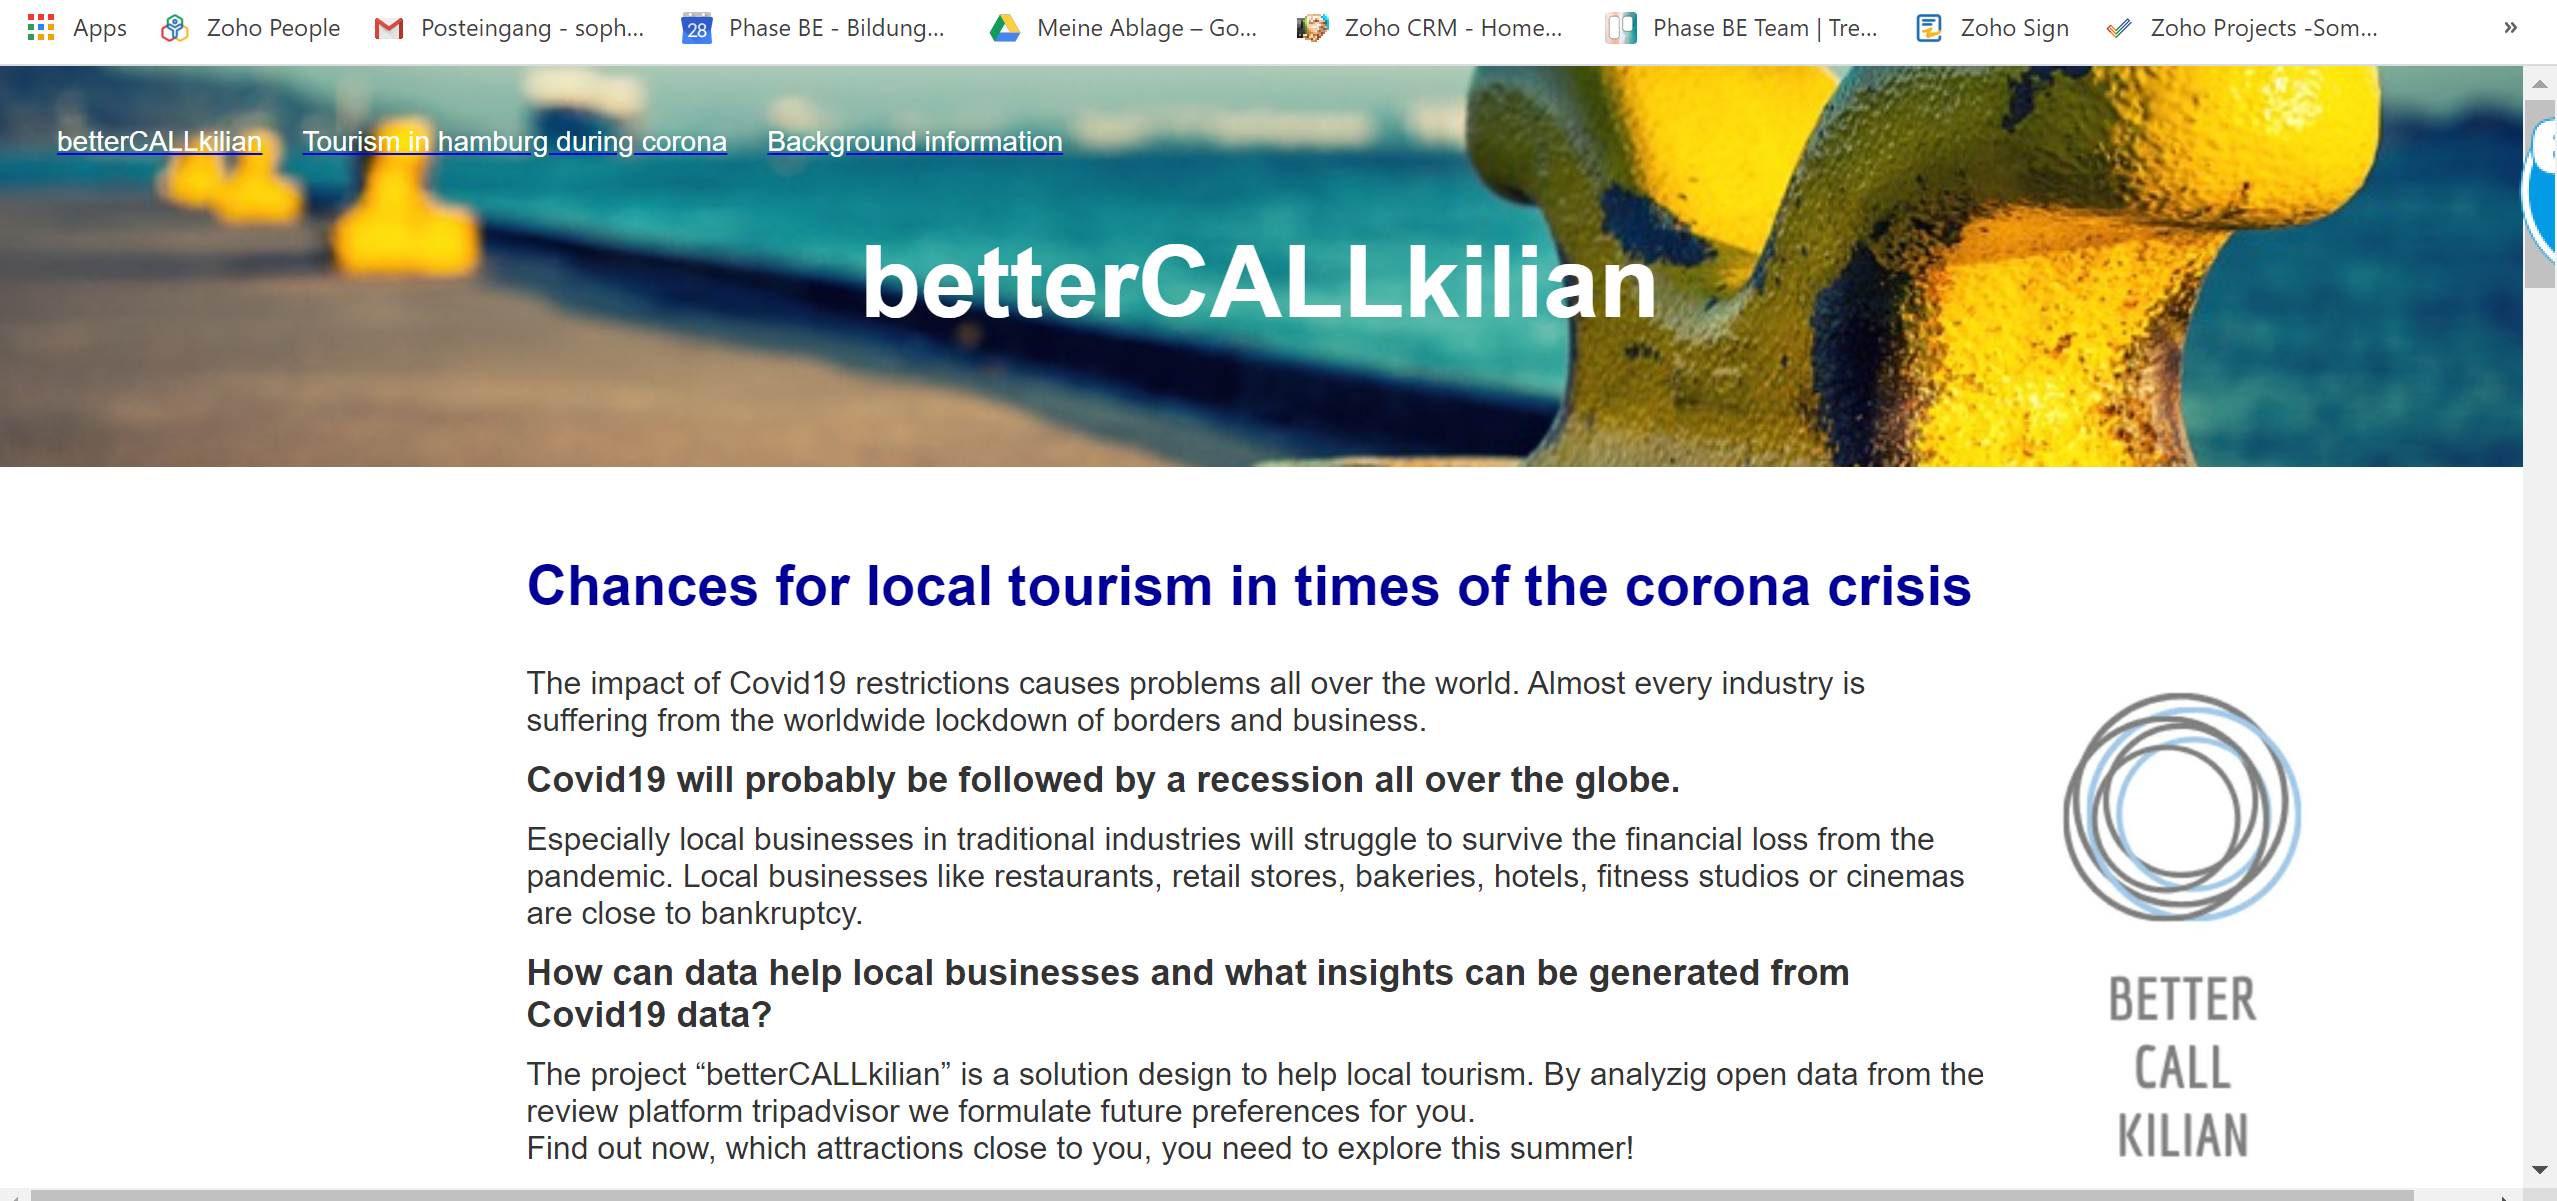 Apps Zoho People Posteingang - soph... Phase BE - Bildung... Meine Ablage – Go... Zoho CRM - Home... Phase BE Team | Tre... Zoho Sign Zoho Projects -Som... »
28
betterCALLkilian Tourism in hamburg during corona Background information
betterCALLkilian
Chances for local tourism in times of the corona crisis
The impact of Covid19 restrictions causes problems all over the world. Almost every industry is
suffering from the worldwide lockdown of borders and business.
Covid19 will probably be followed by a recession all over the globe.
Especially local businesses in traditional industries will struggle to survive the financial loss from the
pandemic. Local businesses like restaurants, retail stores, bakeries, hotels, fitness studios or cinemas
are close to bankruptcy.
How can data help local businesses and what insights can be generated from
Covid19 data?
The project “betterCALLkilian” is a solution design to help local tourism. By analyzig open data from the
review platform tripadvisor we formulate future preferences for you.
Find out now, which attractions close to you, you need to explore this summer!
BETTER
CALL
KILIAN